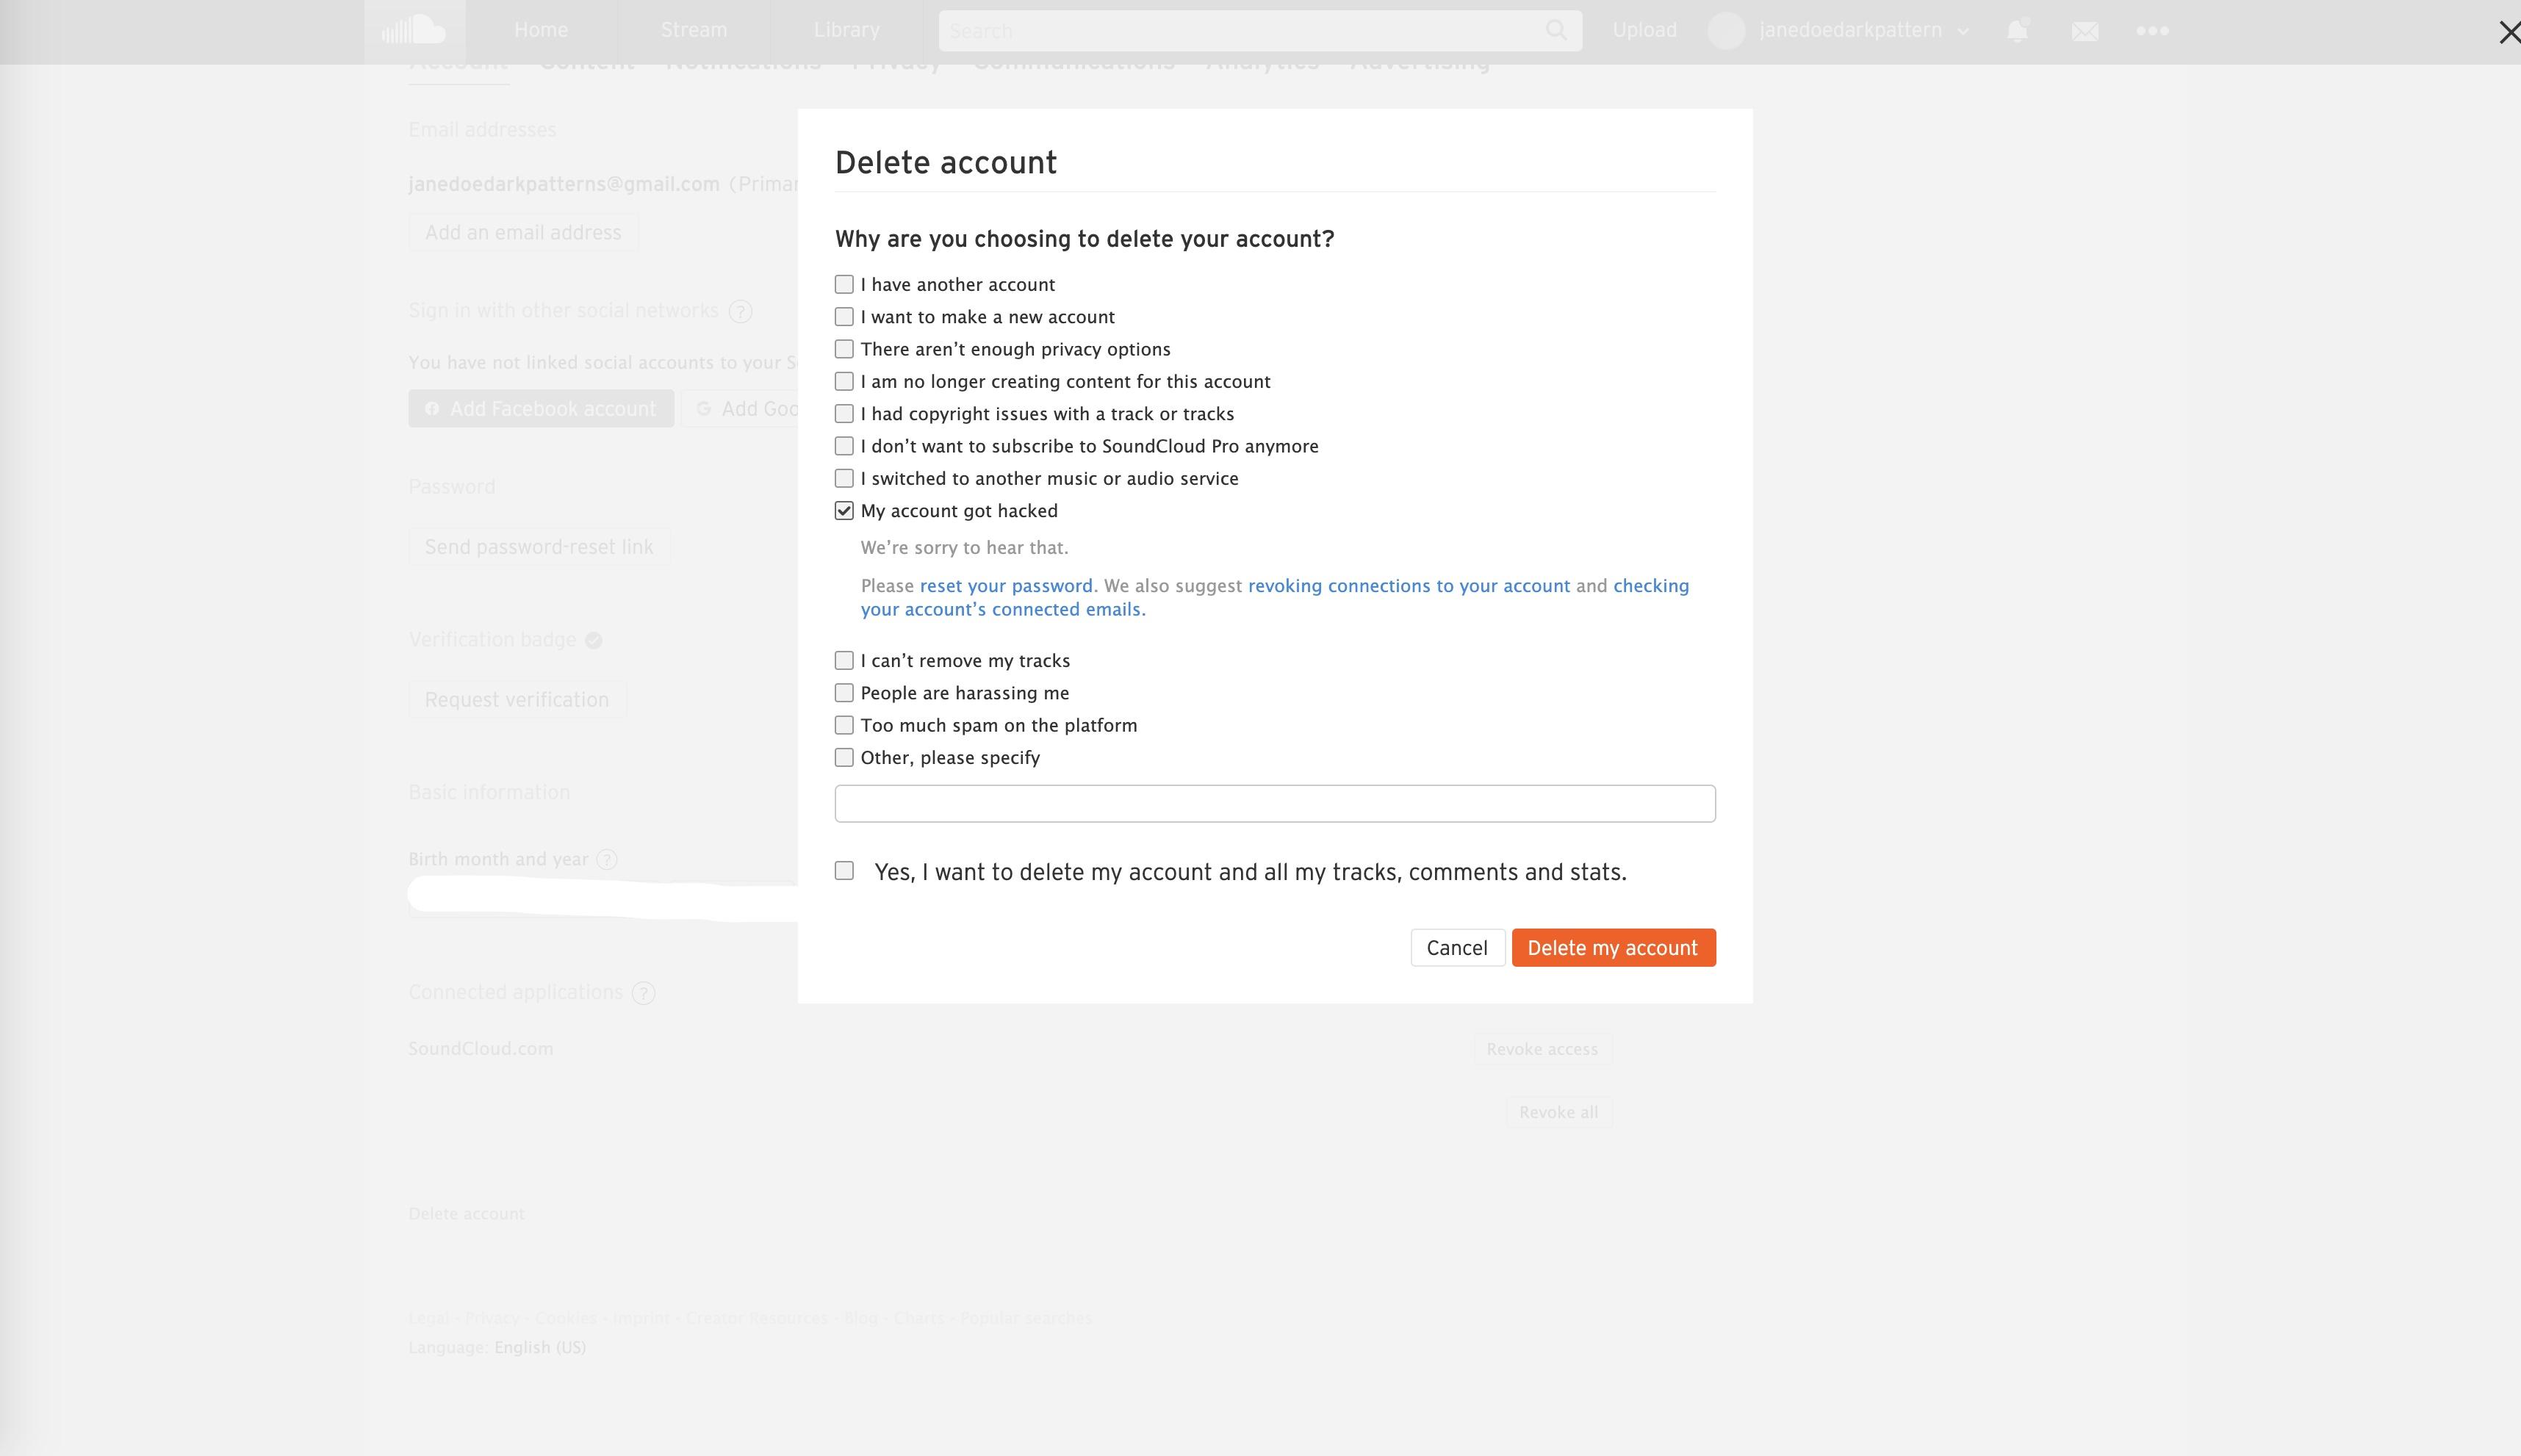 Home
Stream
Library
Search
Upload
janedoedarkpattern
Account Content Notifications Privacy Communications Analytics Advertising
Email addresses
janedoedarkpatterns@gmail.com (Primar
Add an email address
Sign in with other social networks ?
You have not linked social accounts to your S
Add Facebook account
G Add Goo
Password
Send password-reset link
Verification badge
Request verification
Basic information
Birth month and year ?
Connected applications ?
SoundCloud.com
Revoke access
Revoke all
Delete account
Legal · Privacy · Cookies · Imprint · Creator Resources · Blog · Charts · Popular searches
Language: English (US)
Delete account
Why are you choosing to delete your account?
I have another account
I want to make a new account
There aren’t enough privacy options
I am no longer creating content for this account
I had copyright issues with a track or tracks
I don’t want to subscribe to SoundCloud Pro anymore
I switched to another music or audio service
My account got hacked
We’re sorry to hear that.
Please reset your password. We also suggest revoking connections to your account and checking
your account’s connected emails.
I can’t remove my tracks
People are harassing me
Too much spam on the platform
Other, please specify
Yes, I want to delete my account and all my tracks, comments and stats.
Cancel
Delete my account